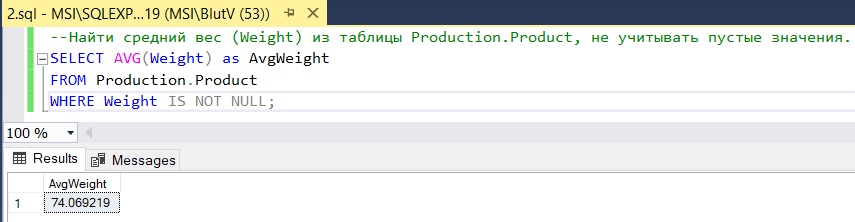 2.sql - MSI\SQLEXP...19 (MSI\BlutV (53))
--Найти средний вес (Weight) из таблицы Production.Product, не учитывать пустые значения.
SELECT AVG(Weight) as AvgWeight
FROM Production.Product
WHERE Weight IS NOT NULL;
100 %
Results Messages
AvgWeight
1 74.069219